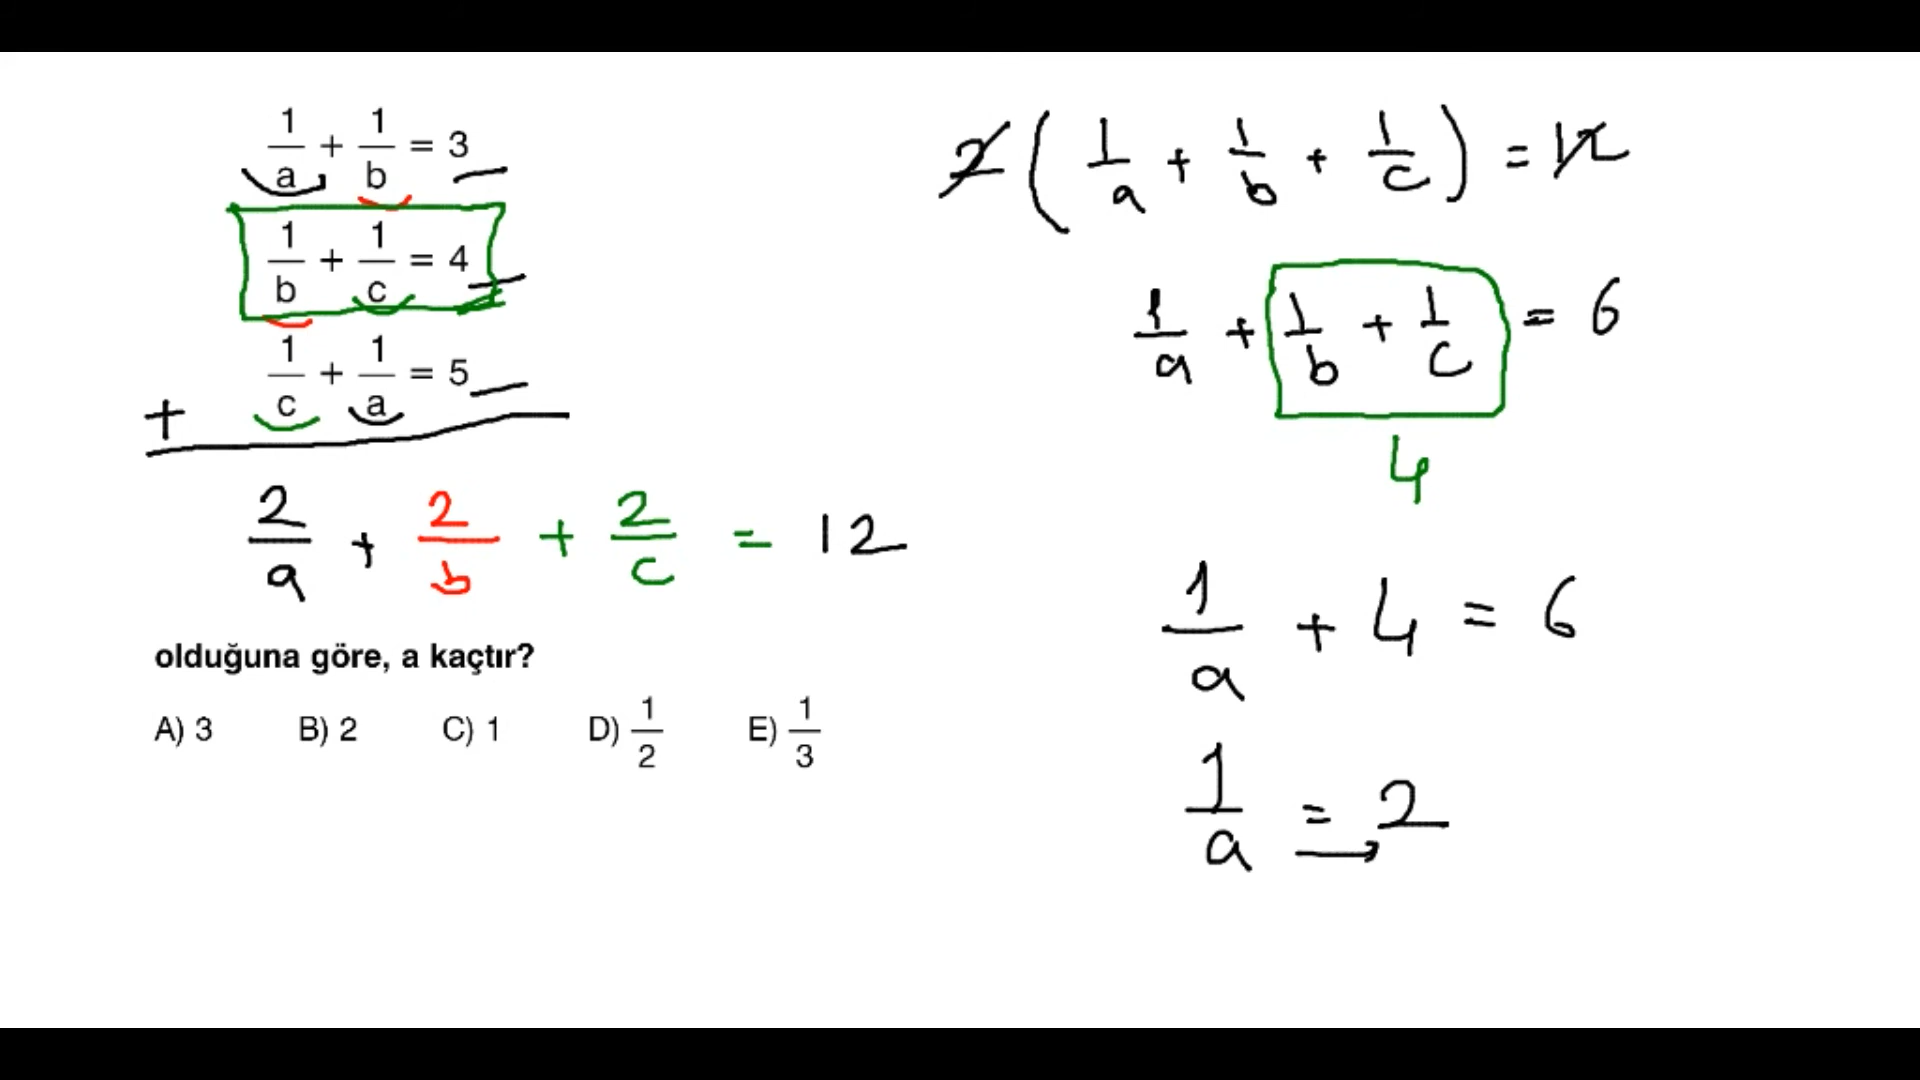 1/a + 1/b = 3
1/b + 1/c = 4
1/c + 1/a = 5
+
2/a + 2/b + 2/c = 12
olduğuna göre, a kaçtır?
A) 3 B) 2 C) 1 D) 1/2 E) 1/3
2(1/a + 1/b + 1/c) = 12
1/a + 1/b + 1/c = 6
4
1/a + 4 = 6
1/a = 2